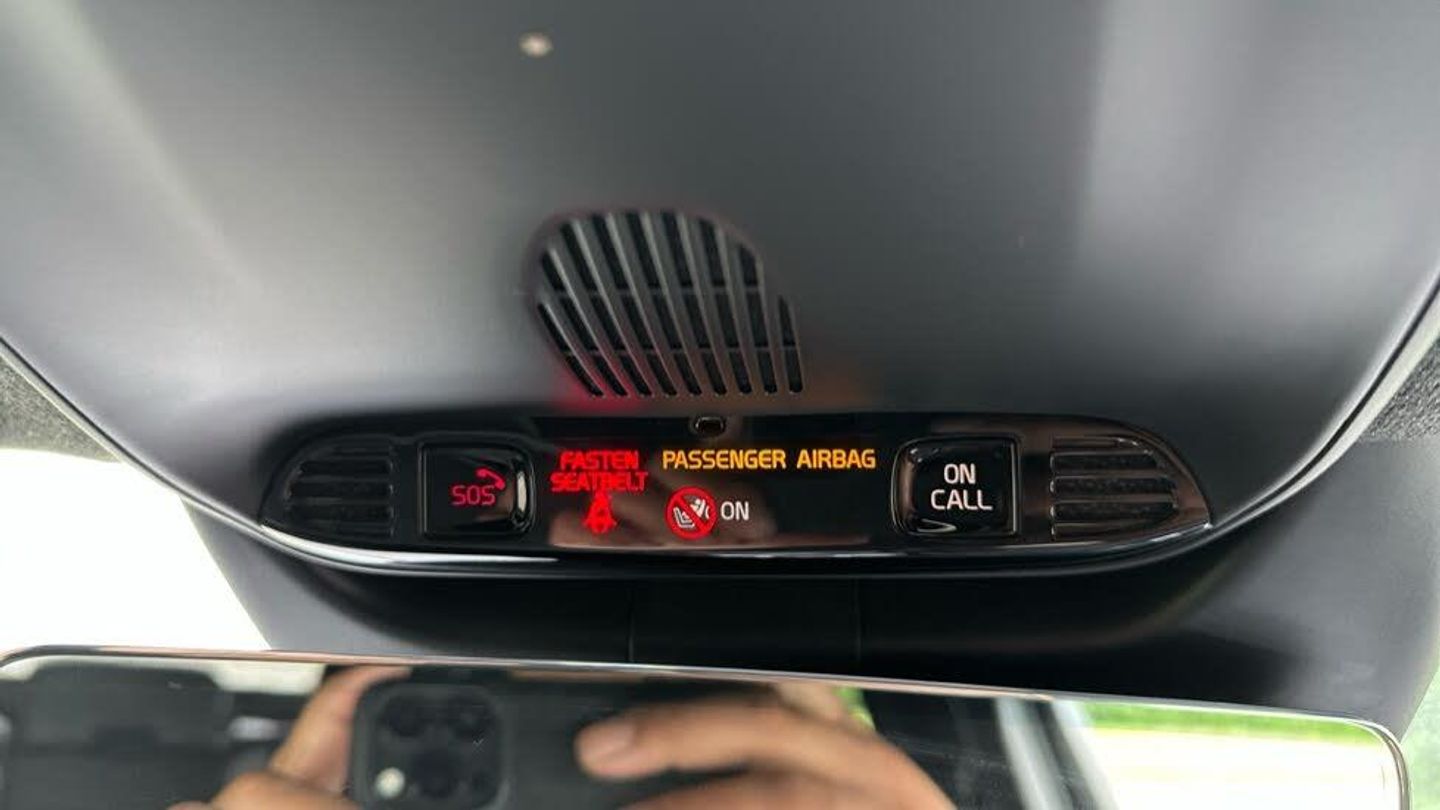 SOS
FASTEN
SEATBELT
PASSENGER AIRBAG
ON
ON
CALL